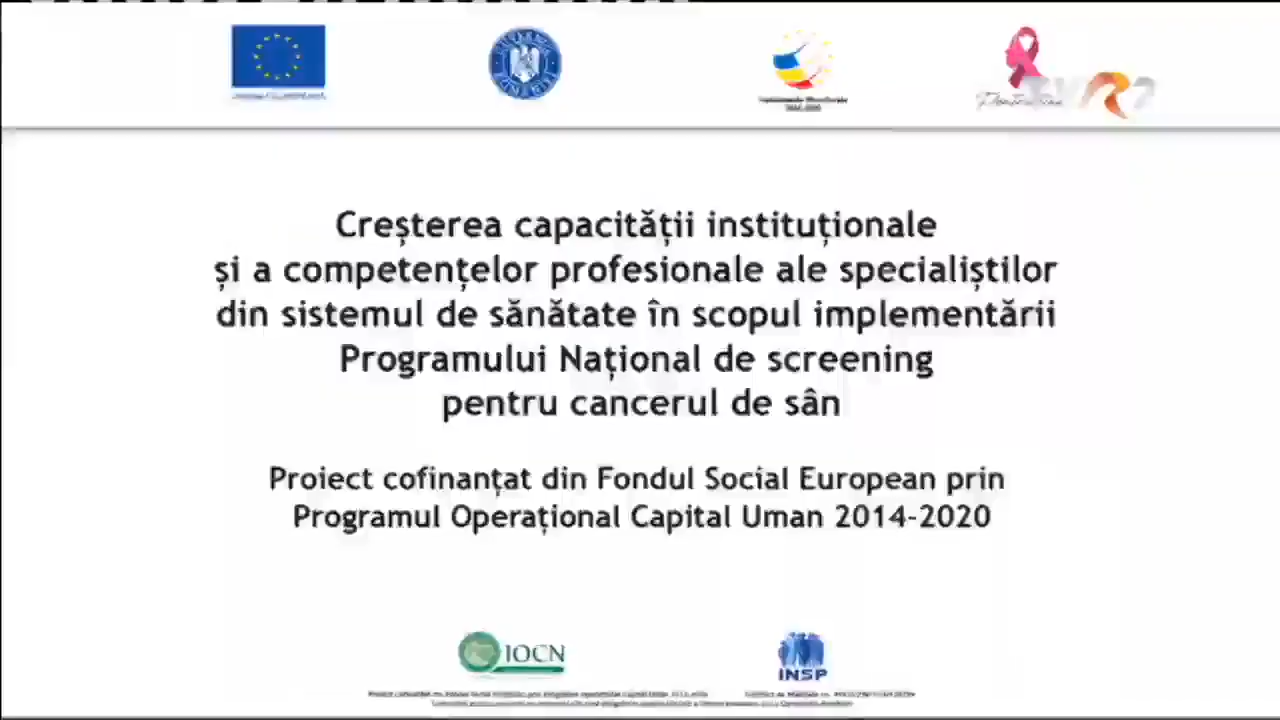 Creșterea capacității instituționale
și a competențelor profesionale ale specialiștilor
din sistemul de sănătate în scopul implementării
Programului Național de screening
pentru cancerul de sân
Proiect cofinanțat din Fondul Social European prin
Programul Operațional Capital Uman 2014-2020
IOCN
INSP